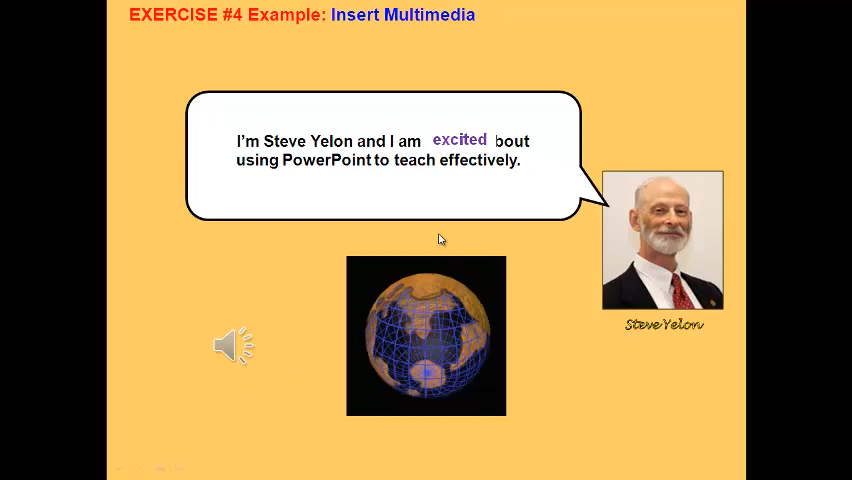 EXERCISE #4 Example: Insert Multimedia
I'm Steve Yelon and I am excited bout
using PowerPoint to teach effectively.
Steve Yelon